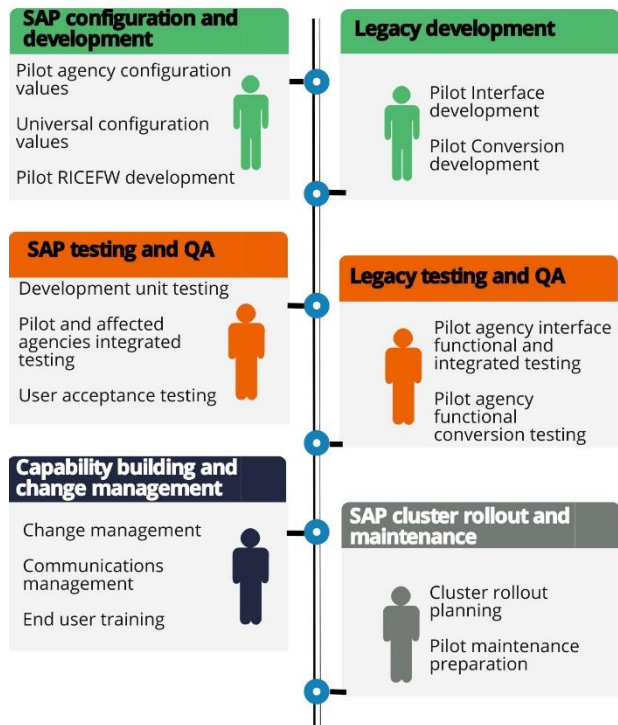 SAP configuration and
development
Pilot agency configuration
values
Universal configuration
values
Pilot RICEFW development
Legacy development
Pilot Interface
development
Pilot Conversion
development
SAP testing and QA
Development unit testing
Pilot and affected
agencies integrated
testing
User acceptance testing
Legacy testing and QA
Pilot agency interface
functional and
integrated testing
Pilot agency
functional
conversion testing
Capability building and
change management
Change management
Communications
management
End user training
SAP cluster rollout and
maintenance
Cluster rollout
planning
Pilot maintenance
preparation